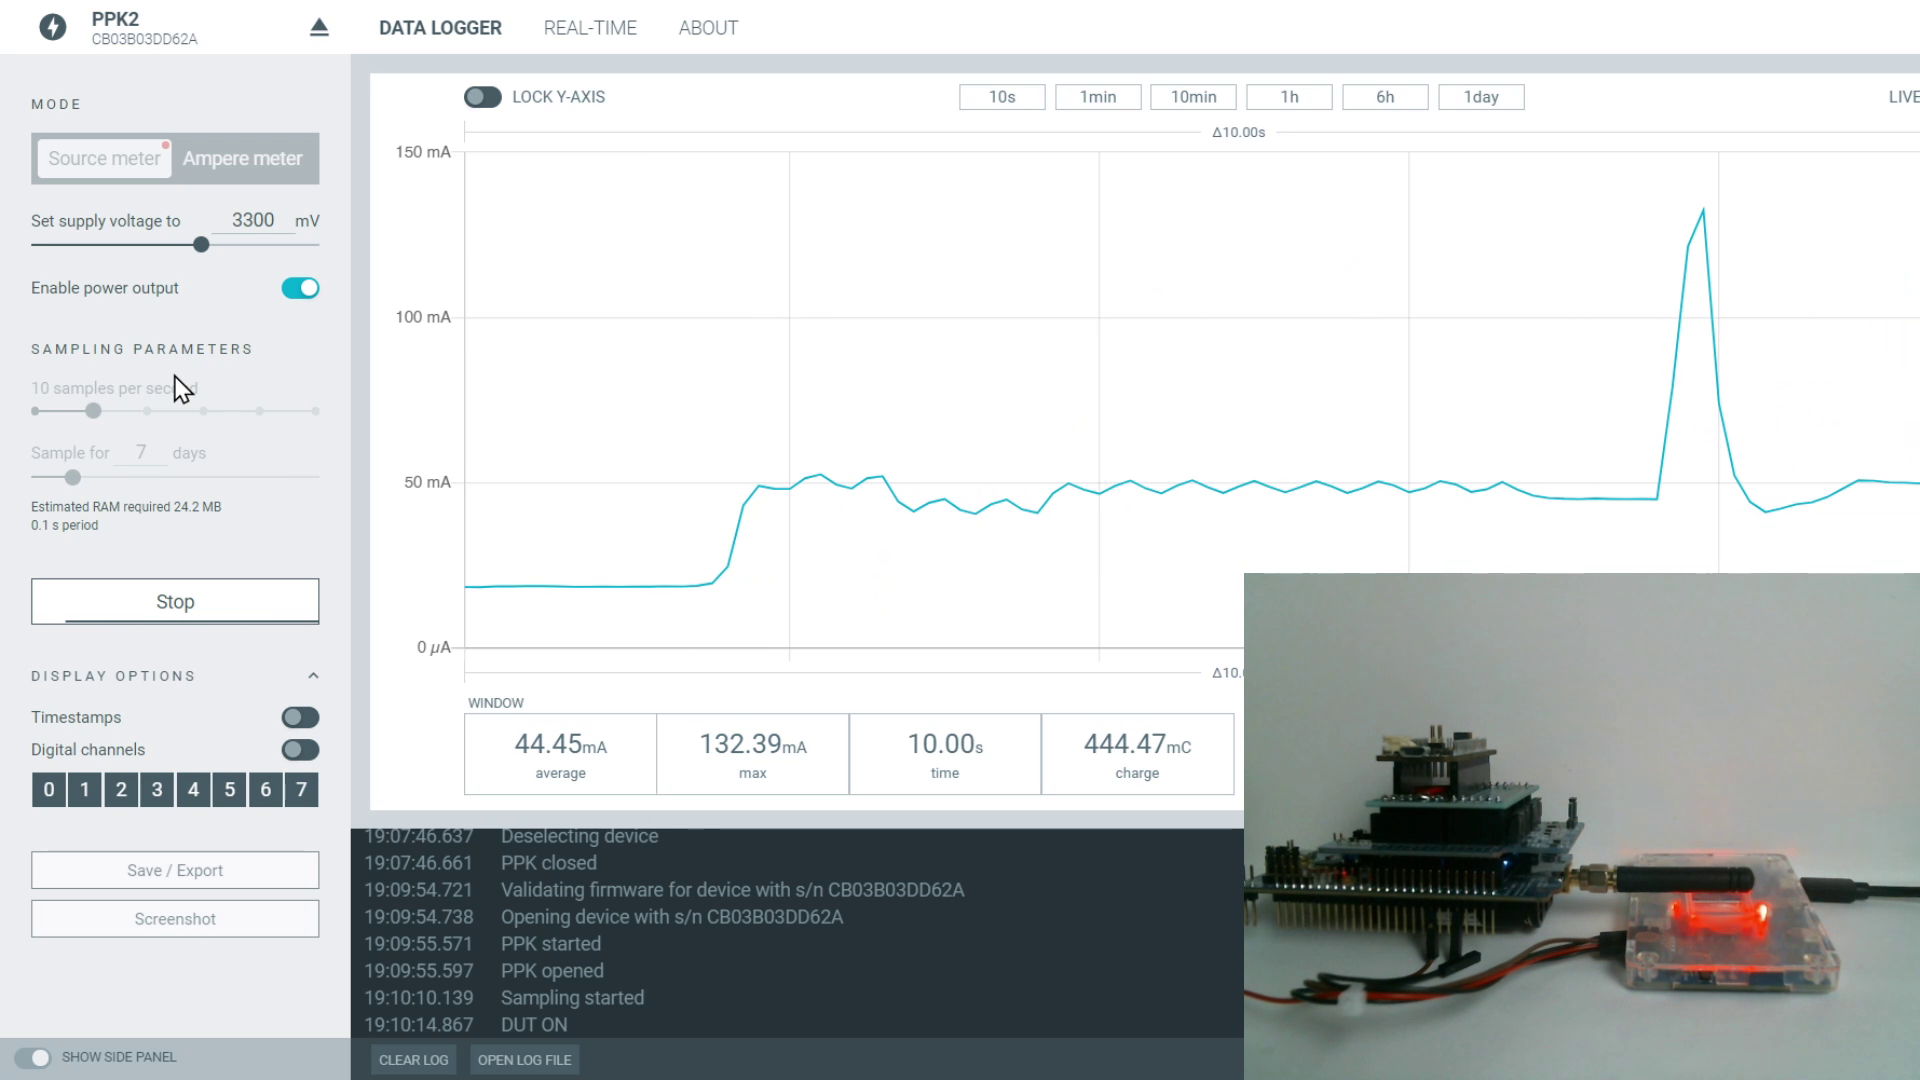 PPK2
CB03B03DD62A
DATA LOGGER REAL-TIME ABOUT
MODE
Source meter Ampere meter
Set supply voltage to 3300 mV
Enable power output
SAMPLING PARAMETERS
10 samples per second
Sample for 7 days
Estimated RAM required 24.2 MB
0.1 s period
Stop
DISPLAY OPTIONS
Timestamps
Digital channels
0 1 2 3 4 5 6 7
Save / Export
Screenshot
SHOW SIDE PANEL
LOCK Y-AXIS 10s 1min 10min 1h 6h 1day LIVE
Δ10.00s
150 mA
100 mA
50 mA
0 µA
Δ10.0
WINDOW
44.45mA 132.39mA 10.00s 444.47mC
average max time charge
19:07:46.637 Deselecting device
19:07:46.661 PPK closed
19:09:54.721 Validating firmware for device with s/n CB03B03DD62A
19:09:54.738 Opening device with s/n CB03B03DD62A
19:09:55.571 PPK started
19:09:55.597 PPK opened
19:10:10.139 Sampling started
19:10:14.867 DUT ON
CLEAR LOG OPEN LOG FILE